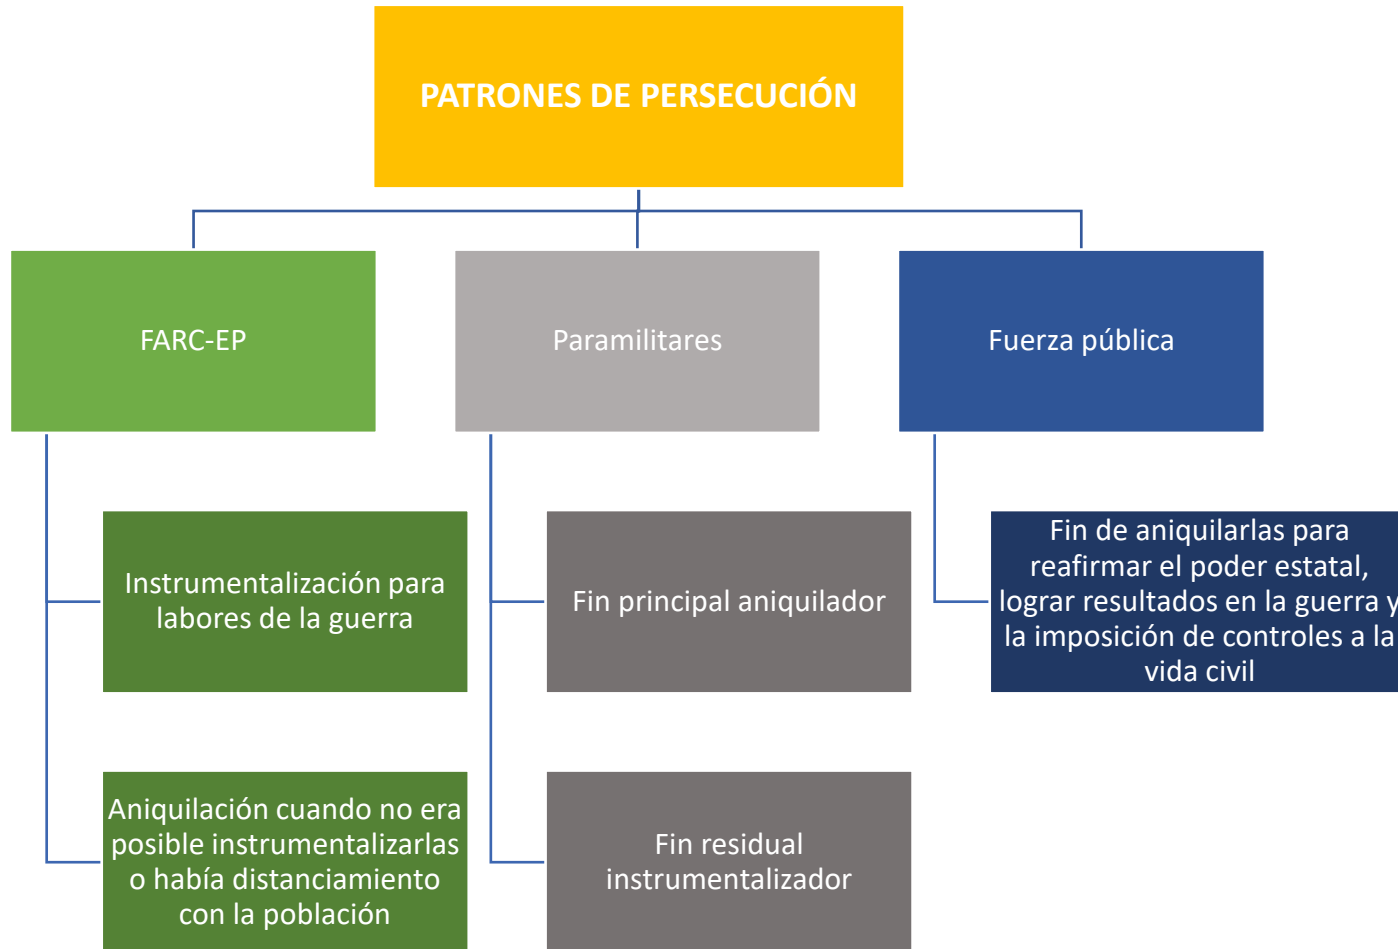 PATRONES DE PERSECUCIÓN
FARC-EP
Paramilitares
Fuerza pública
Instrumentalización para
labores de la guerra
Fin principal aniquilador
Fin de aniquilarlas para
reafirmar el poder estatal,
lograr resultados en la guerra y
la imposición de controles a la
vida civil
Aniquilación cuando no era
posible instrumentalizarlas
o había distanciamiento
con la población
Fin residual
instrumentalizador